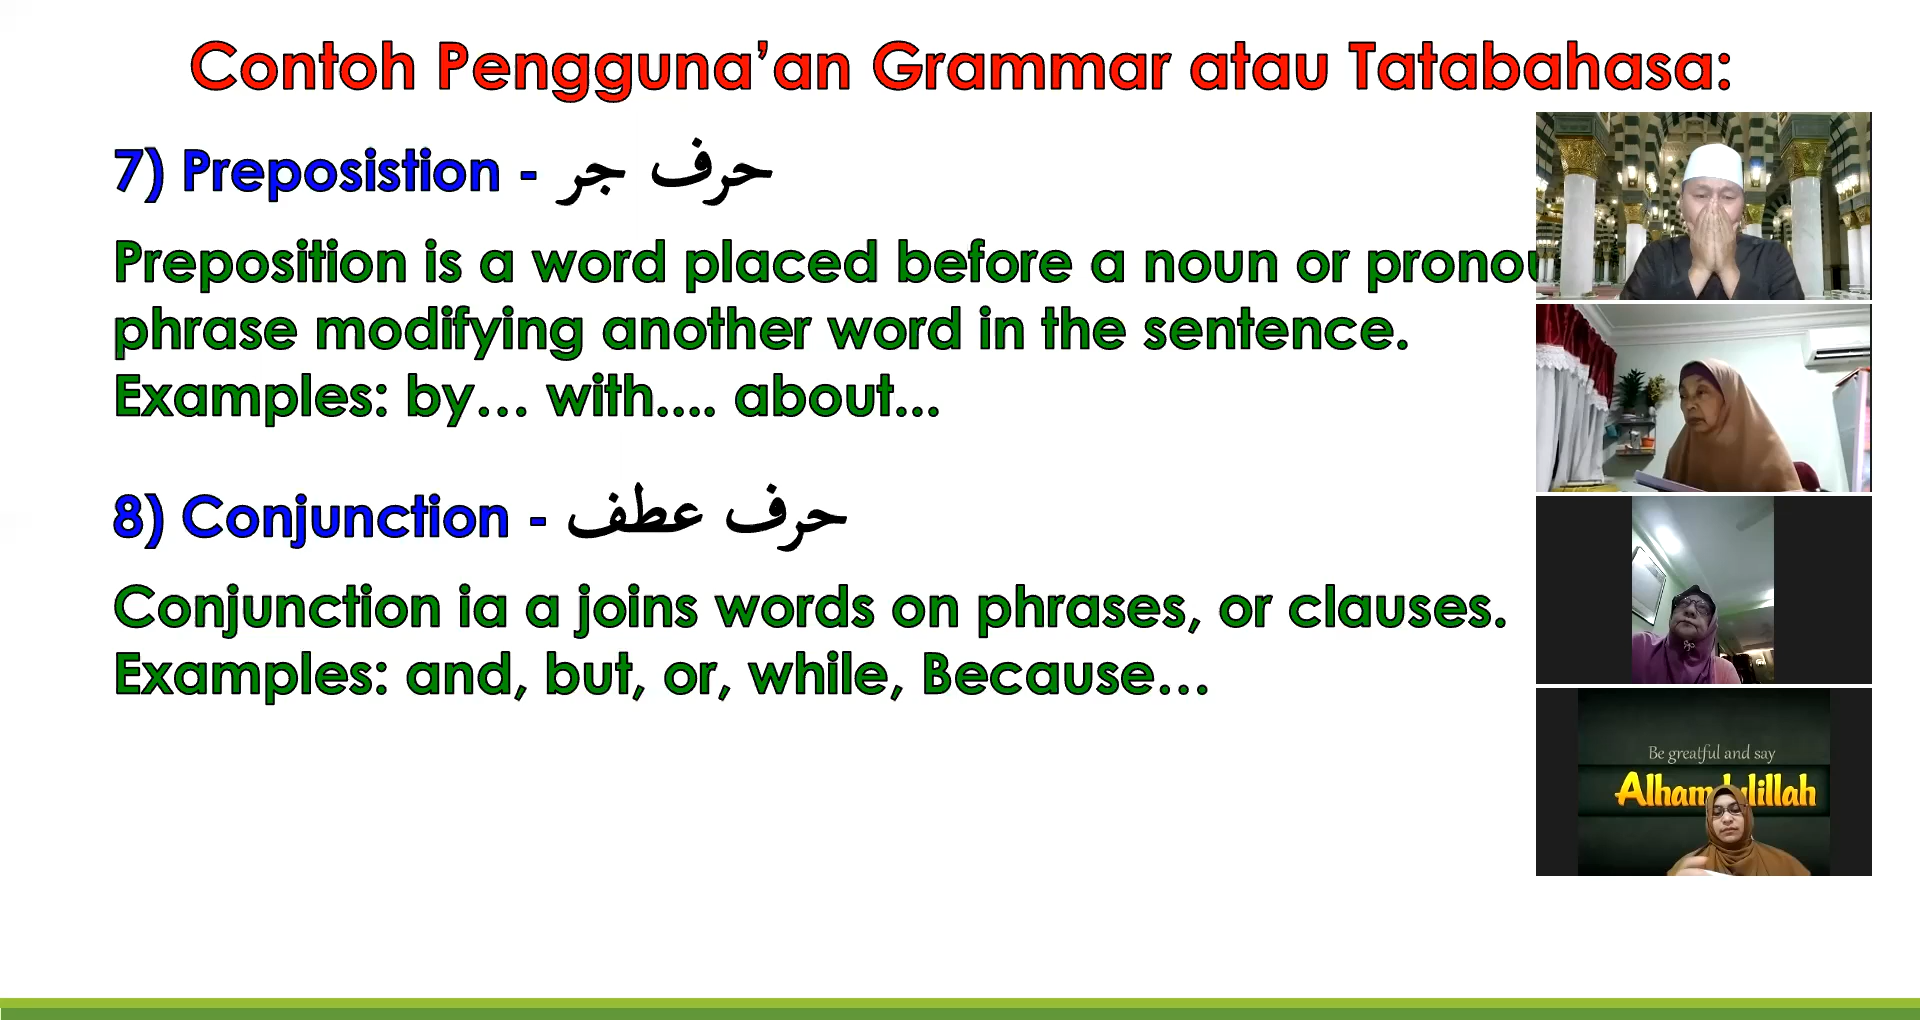 Contoh Pengguna’an Grammar atau Tatabahasa:
7) Preposistion - حرف جر
Preposition is a word placed before a noun or
phrase modifying another word in the sentence.
Examples: by… with.... about...
8) Conjunction - حرف عطف
Conjunction ia a joins words on phrases, or clauses.
Examples: and, but, or, while, Because…
Be greatful and say
Alhamdulillah